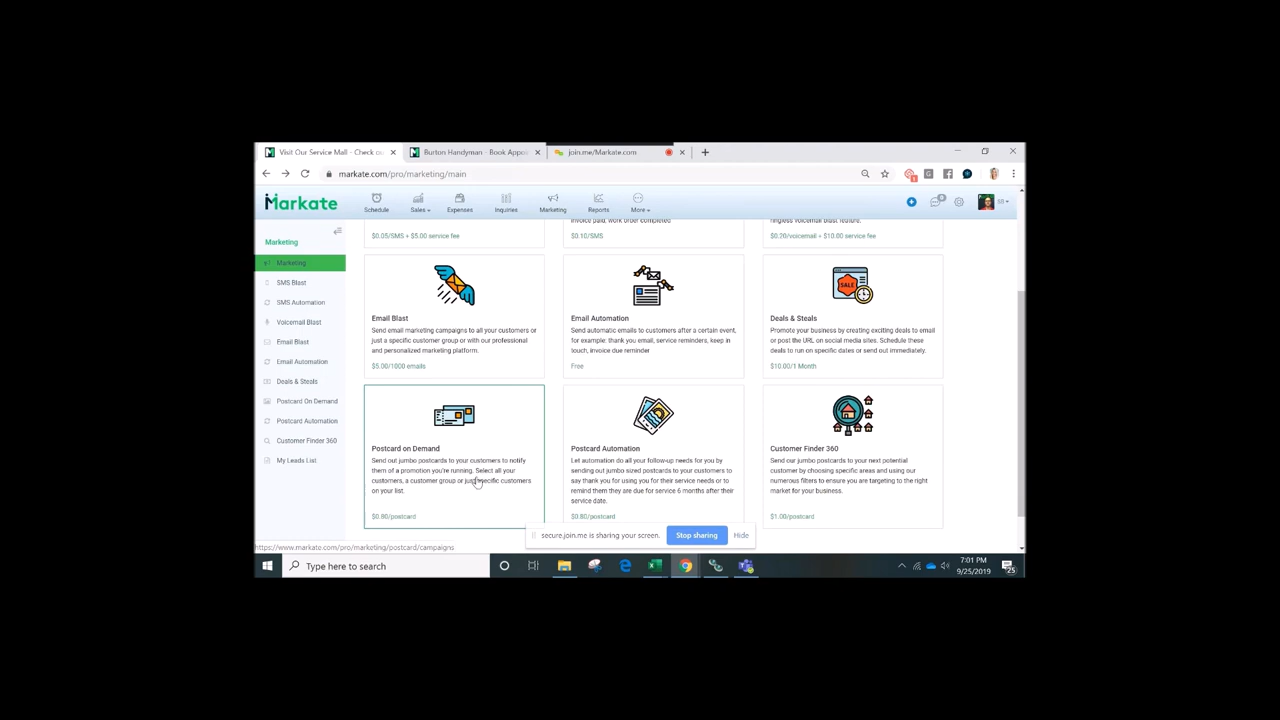 Visit Our Service Mall - Check ou
Burton Handyman - Book Appoi
join.me/Markate.com
markate.com/pro/marketing/main
Markate
Schedule
Sales
Expenses
Inquiries
Marketing
Reports
More
Marketing
Marketing
SMS Blast
SMS Automation
Voicemail Blast
Email Blast
Email Automation
Deals & Steals
Postcard On Demand
Postcard Automation
Customer Finder 360
My Leads List
invoice paid, work order completed
ringless voicemail blast feature.
$0.05/SMS + $5.00 service fee
$0.10/SMS
$0.20/voicemail + $10.00 service fee
Email Blast
Send email marketing campaigns to all your customers or
just a specific customer group or with our professional
and personalized marketing platform.
$5.00/1000 emails
Email Automation
Send automatic emails to customers after a certain event,
for example: thank you email, service reminders, keep in
touch, invoice due reminder
Free
SALE
Deals & Steals
Promote your business by creating exciting deals to email
or post the URL on social media sites. Schedule these
deals to run on specific dates or send out immediately.
$10.00/1 Month
Postcard on Demand
Send out jumbo postcards to your customers to notify
them of a promotion you're running. Select all your
customers, a customer group or just specific customers
on your list.
$0.80/postcard
Postcard Automation
Let automation do all your follow-up needs for you by
sending out jumbo sized postcards to your customers to
say thank you for using you for their service needs or to
remind them they are due for service 6 months after their
service date.
$0.80/postcard
Customer Finder 360
Send our jumbo postcards to your next potential
customer by choosing specific areas and using our
numerous filters to ensure you are targeting to the right
market for your business.
$1.00/postcard
secure.join.me is sharing your screen.
Stop sharing
Hide
https://www.markate.com/pro/marketing/postcard/campaigns
Type here to search
7:01 PM
9/25/2019
25